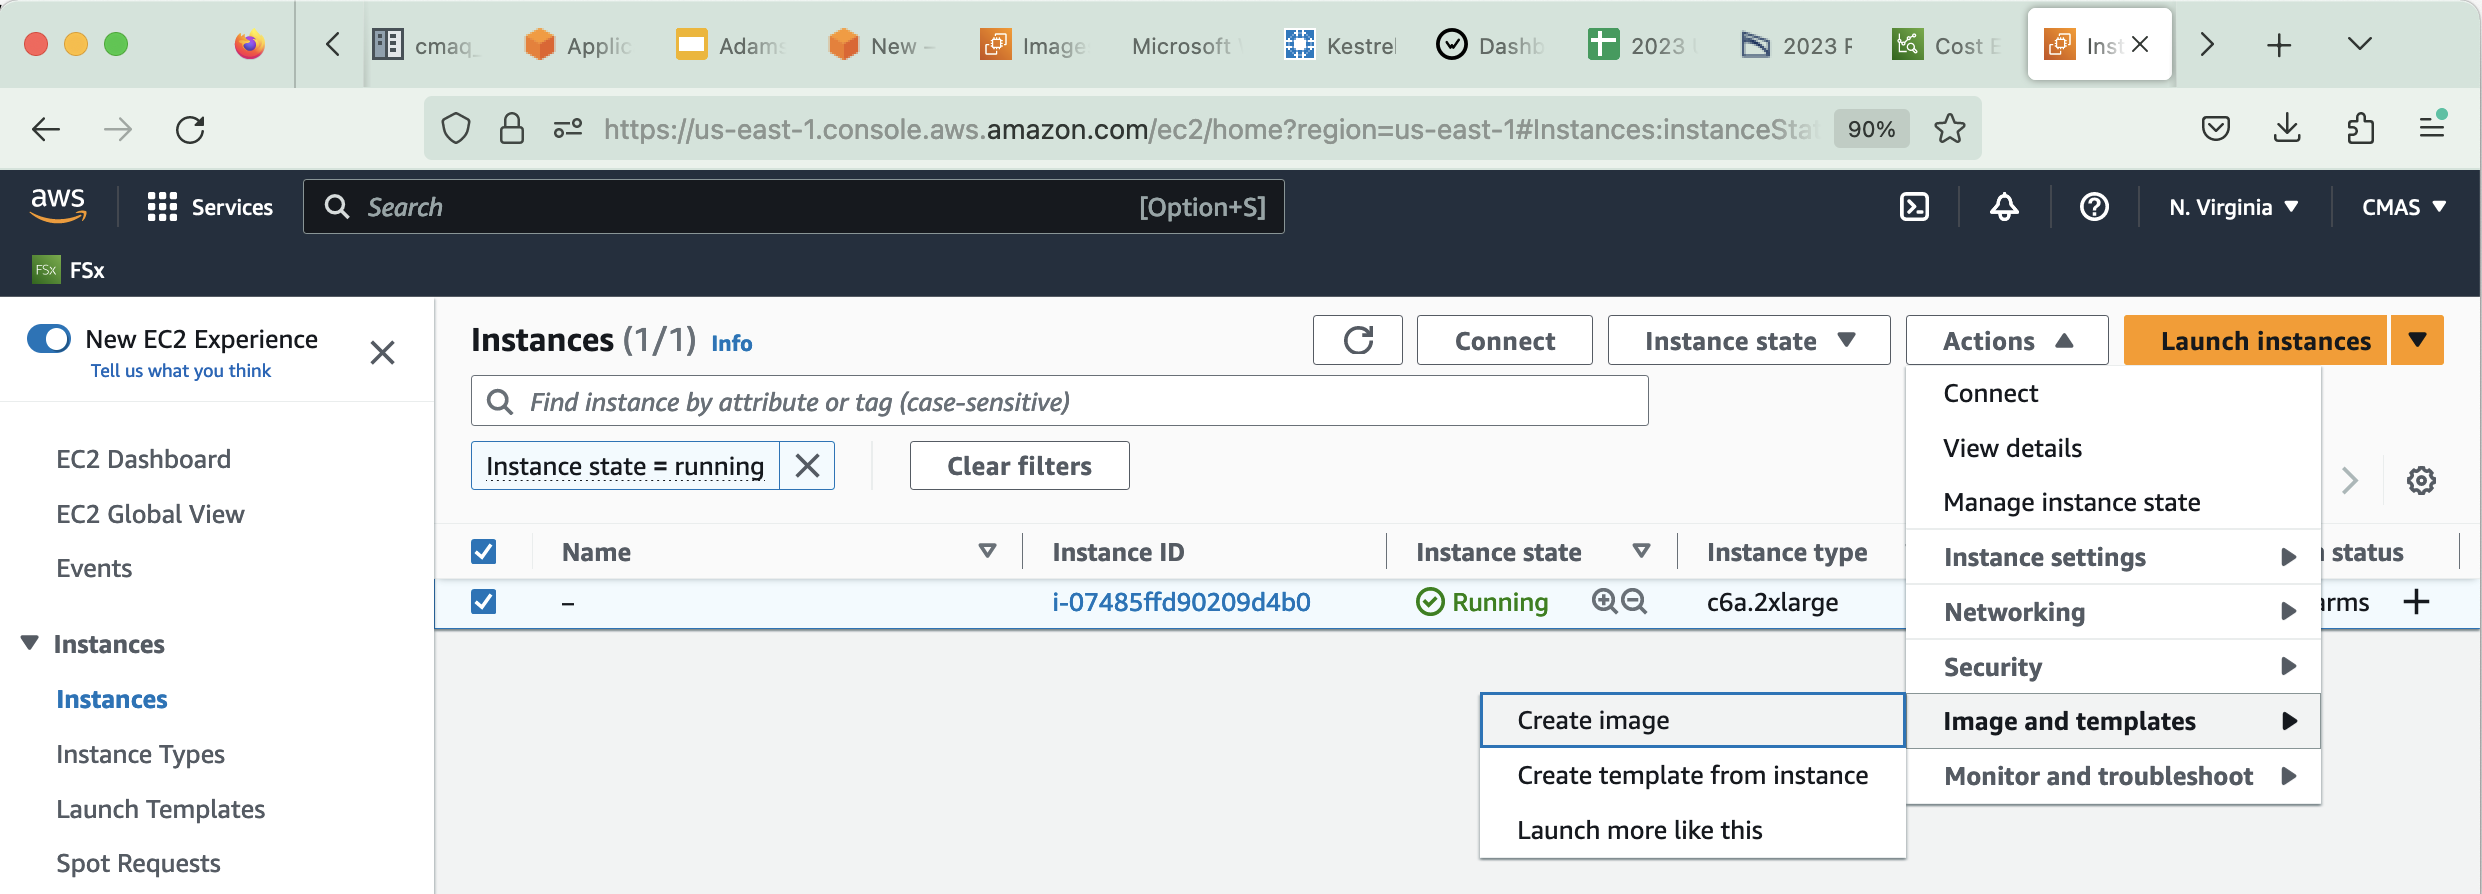 cmaq_
Applic
Adams
New -
Image
Microsoft
Kestrel
Dashb
2023
2023 F
Cost E
Inst
https://us-east-1.console.aws.amazon.com/ec2/home?region=us-east-1#Instances:instanceStat
90%
aws
Services
Search
[Option+S]
N. Virginia
CMAS
FSx
FSx
New EC2 Experience
Tell us what you think
EC2 Dashboard
EC2 Global View
Events
Instances
Instances
Instance Types
Launch Templates
Spot Requests
Instances (1/1) Info
Connect
Instance state
Actions
Launch instances
Find instance by attribute or tag (case-sensitive)
Instance state = running
Clear filters
Name
Instance ID
Instance state
Instance type
status
–
i-07485ffd90209d4b0
Running
c6a.2xlarge
arms
Connect
View details
Manage instance state
Instance settings
Networking
Security
Image and templates
Monitor and troubleshoot
Create image
Create template from instance
Launch more like this